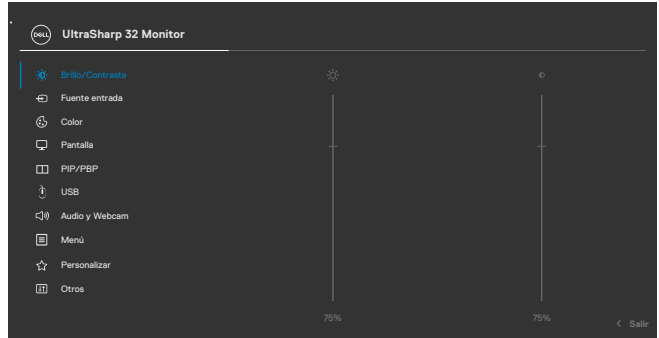 DELL
UltraSharp 32 Monitor
Brillo/Contraste
Fuente entrada
Color
Pantalla
PIP/PBP
USB
Audio y Webcam
Menú
Personalizar
Otros
75%
75%
Salir